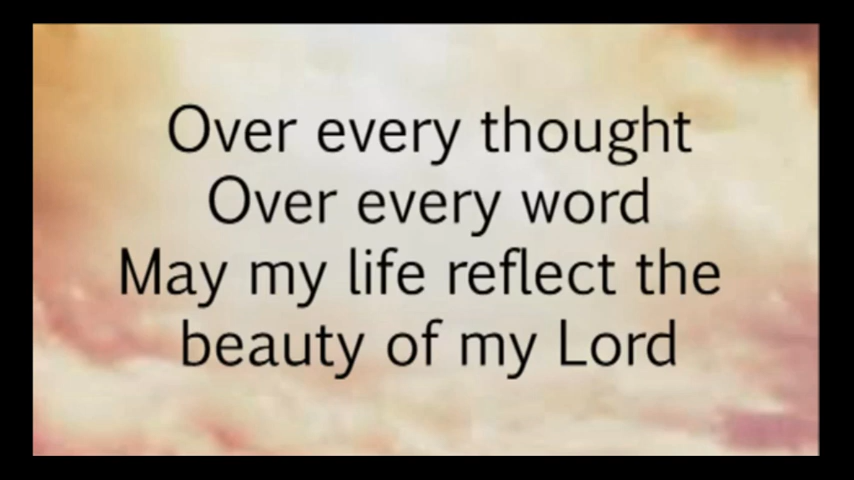 Over every thought
Over every word
May my life reflect the
beauty of my Lord